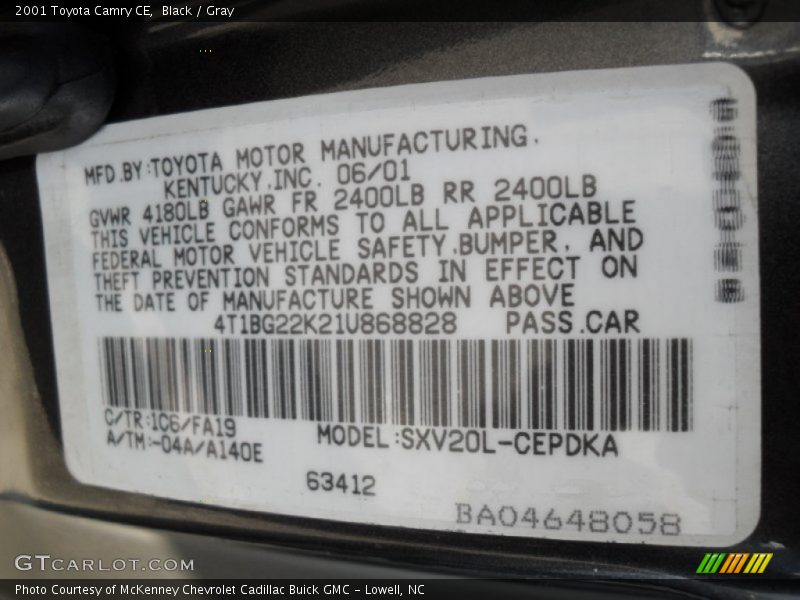 2001 Toyota Camry CE, Black / Gray
MFD.BY:TOYOTA MOTOR MANUFACTURING.
KENTUCKY.INC. 06/01
GVWR 4180LB GAWR FR 2400LB RR 2400LB
THIS VEHICLE CONFORMS TO ALL APPLICABLE
FEDERAL MOTOR VEHICLE SAFETY.BUMPER. AND
THEFT PREVENTION STANDARDS IN EFFECT ON
THE DATE OF MANUFACTURE SHOWN ABOVE
4T1BG22K21U868828 PASS.CAR
C/TR:1C6/FA19
A/TM:-04A/A140E
MODEL:SXV20L-CEPDKA
63412
BA04648058
GTCARLOT.COM
Photo Courtesy of McKenney Chevrolet Cadillac Buick GMC - Lowell, NC